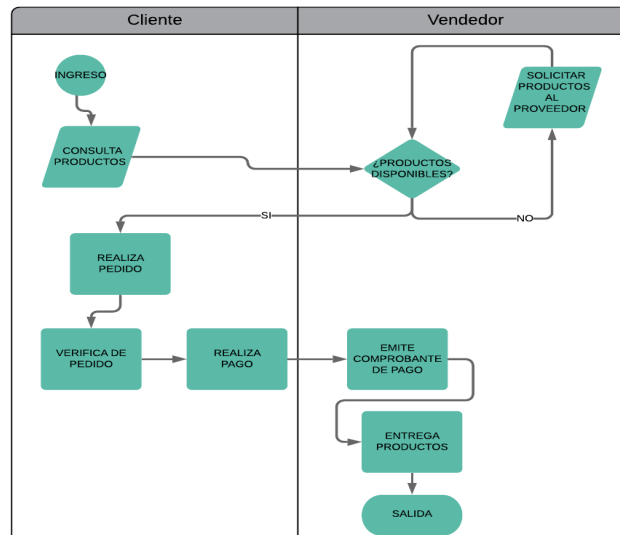 Cliente
Vendedor
INGRESO
SOLICITAR
PRODUCTOS
AL
PROVEEDOR
CONSULTA
PRODUCTOS
¿PRODUCTOS
DISPONIBLES?
SI
NO
REALIZA
PEDIDO
VERIFICA DE
PEDIDO
REALIZA
PAGO
EMITE
COMPROBANTE
DE PAGO
ENTREGA
PRODUCTOS
SALIDA